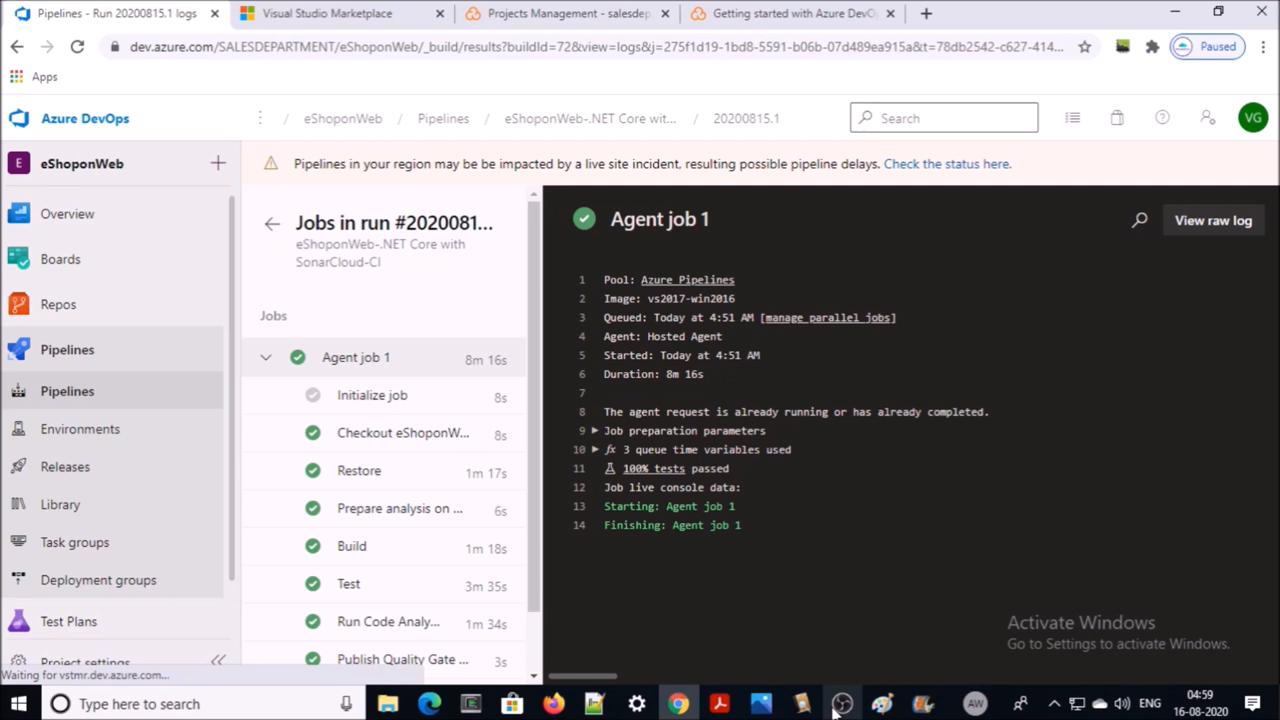 Pipelines - Run 20200815.1 logs
Visual Studio Marketplace
Projects Management - salesdep
Getting started with Azure DevO
dev.azure.com/SALESDEPARTMENT/eShoponWeb/_build/results?buildId=72&view=logs&j=275f1d19-1bd8-5591-b06b-07d489ea915a&t=78db2542-c627-414...
Paused
Apps
Azure DevOps
/ eShoponWeb / Pipelines / eShoponWeb-.NET Core wit... / 20200815.1
Search
VG
E eShoponWeb
Pipelines in your region may be be impacted by a live site incident, resulting possible pipeline delays. Check the status here.
Overview
Boards
Repos
Pipelines
Pipelines
Environments
Releases
Library
Task groups
Deployment groups
Test Plans
Project settings
Waiting for vstmr.dev.azure.com...
Jobs in run #2020081...
eShoponWeb-.NET Core with
SonarCloud-CI
Jobs
Agent job 1 8m 16s
Initialize job 8s
Checkout eShoponW... 8s
Restore 1m 17s
Prepare analysis on ... 6s
Build 1m 18s
Test 3m 35s
Run Code Analy... 1m 34s
Publish Quality Gate ... 3s
Agent job 1
View raw log
1 Pool: Azure Pipelines
2 Image: vs2017-win2016
3 Queued: Today at 4:51 AM [manage parallel jobs]
4 Agent: Hosted Agent
5 Started: Today at 4:51 AM
6 Duration: 8m 16s
7
8 The agent request is already running or has already completed.
9 Job preparation parameters
10 fx 3 queue time variables used
11 100% tests passed
12 Job live console data:
13 Starting: Agent job 1
14 Finishing: Agent job 1
Activate Windows
Go to Settings to activate Windows.
Type here to search
AW
ENG
04:59
16-08-2020